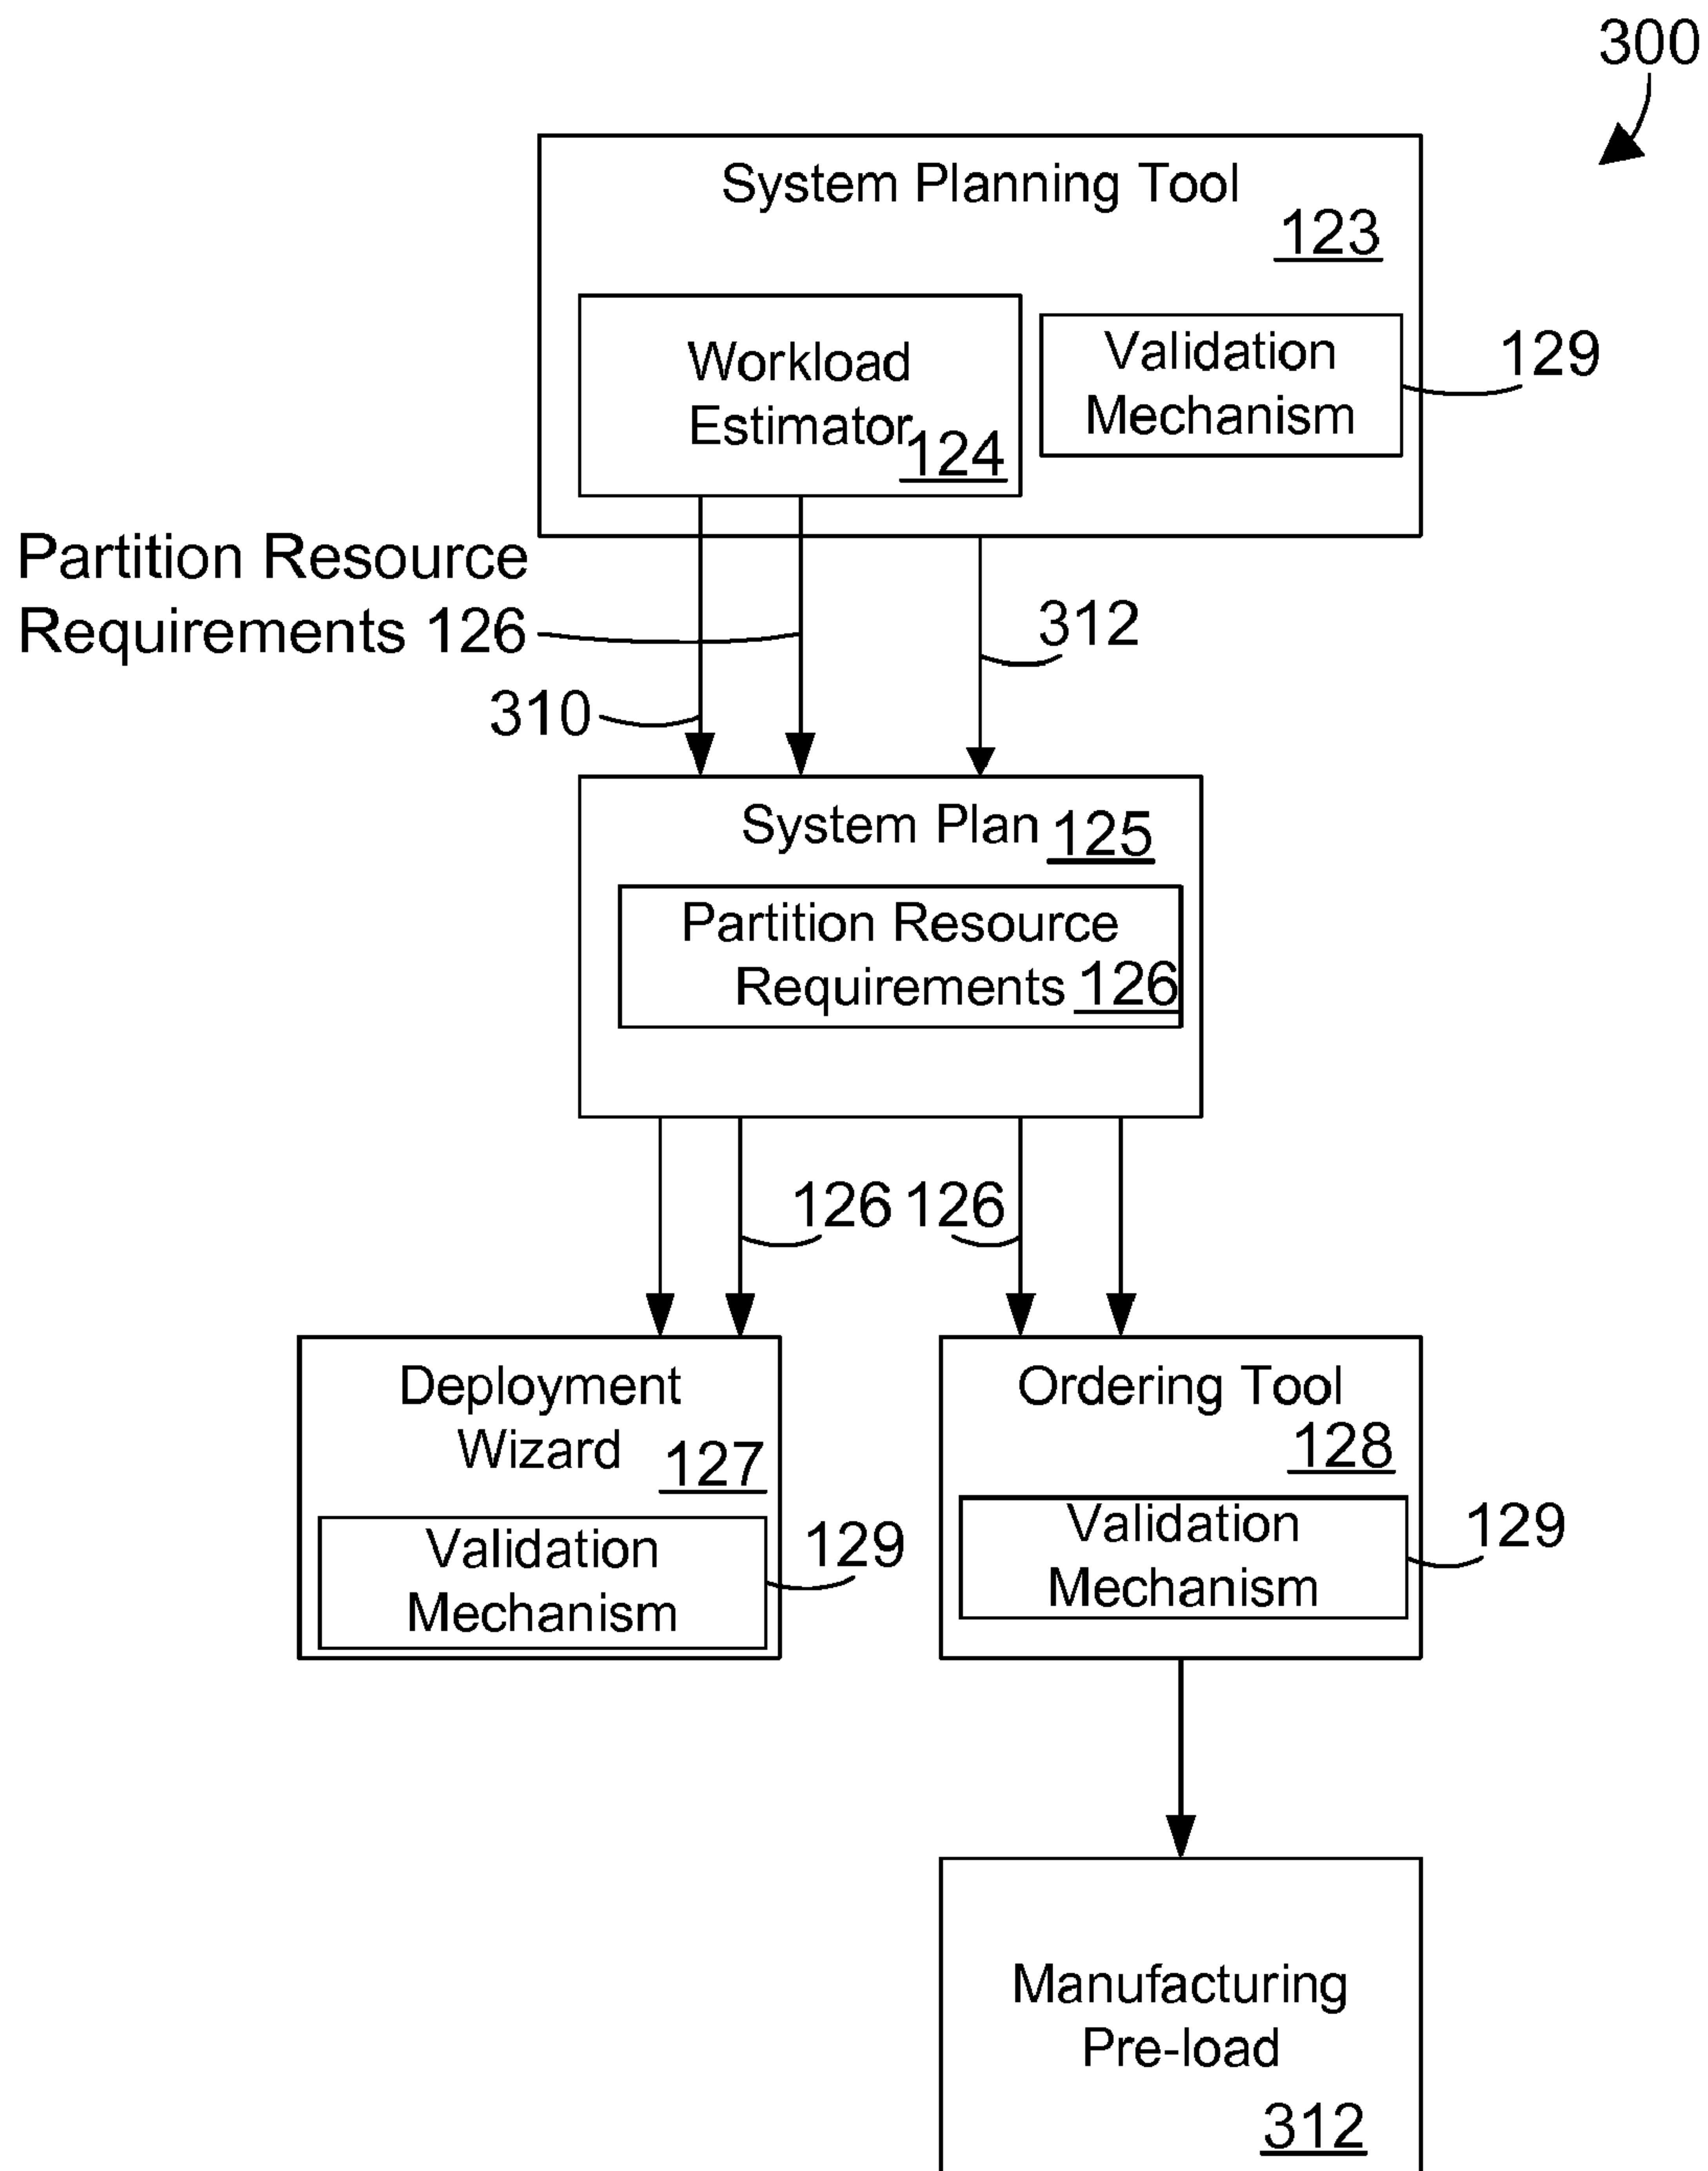 300
System Planning Tool
123
Workload
Estimator
124
Validation
Mechanism
129
Partition Resource
Requirements 126
312
310
System Plan 125
Partition Resource
Requirements 126
126 126
Deployment
Wizard
127
Validation
Mechanism
129
Ordering Tool
128
Validation
Mechanism
129
Manufacturing
Pre-load
312